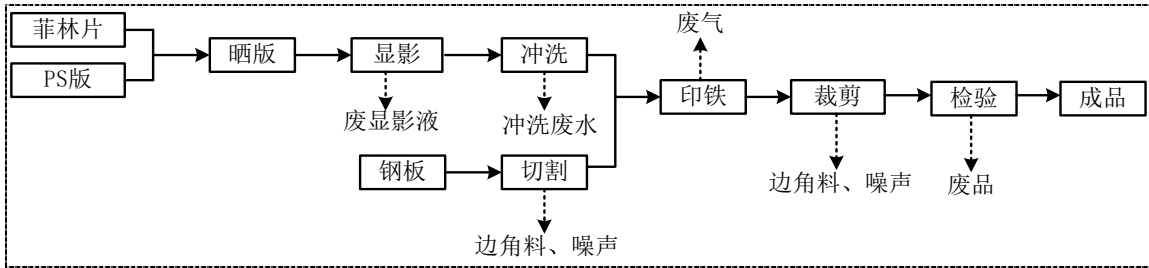 菲林片
PS版
晒版
显影
冲洗
废显影液
冲洗废水
钢板
切割
边角料、噪声
废气
印铁
裁剪
检验
成品
边角料、噪声
废品